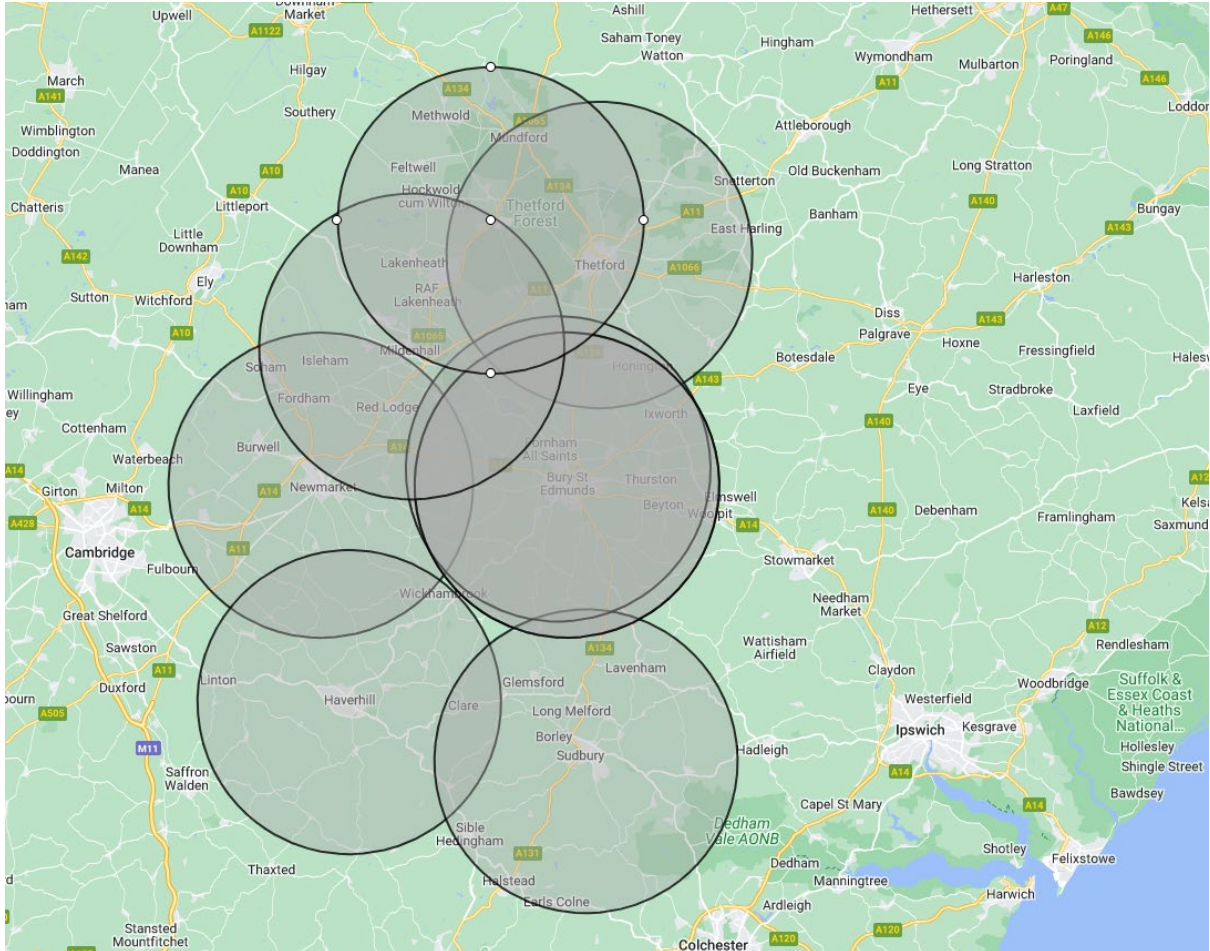 Upwell
Downham
Market
Ashill
Hethersett
A47
A1122
Saham Toney
Watton
Hingham
Wymondham
A146
Poringland
Hilgay
March
A141
A134
A11
Mulbarton
A146
Southery
Methwold
Loddon
Wimblington
Doddington
Mundford
Attleborough
Manea
Feltwell
Long Stratton
A10
Old Buckenham
Snetterton
A10
Hockwold
cum Wilton
A134
A140
Chatteris
Littleport
Thetford
Forest
A11
Banham
Bungay
Little
Downham
East Harling
A143
A142
Lakenheath
Thetford
A1066
Ely
RAF
Lakenheath
Harleston
Sutton
Witchford
Diss
A143
A10
A1065
Palgrave
Hoxne
Mildenhall
Botesdale
Fressingfield
Isleham
Soham
Honington
A143
Eye
Stradbroke
Willingham
Fordham
Red Lodge
Ixworth
Laxfield
Cottenham
A140
Burwell
Fornham
All Saints
Waterbeach
A14
Girton
Milton
A14
Newmarket
Bury St
Edmunds
Thurston
Elmswell
A14
Beyton
Woolpit
A140
Debenham
Framlingham
A428
A14
Cambridge
A11
Stowmarket
Fulbourn
Wickhambrook
Needham
Market
Great Shelford
A12
Sawston
A134
Wattisham
Airfield
Rendlesham
A11
Lavenham
Claydon
Duxford
Linton
Glemsford
Woodbridge
Suffolk &
Essex Coast
& Heaths
National...
Haverhill
Clare
Long Melford
Westerfield
A505
Ipswich
Kesgrave
Borley
M11
Sudbury
Hadleigh
Hollesley
Shingle Street
Saffron
Walden
A14
Bawdsey
Capel St Mary
A14
Sible
Hedingham
Dedham
Vale AONB
Shotley
A131
Felixstowe
Thaxted
Dedham
Halstead
Manningtree
Harwich
Earls Colne
Ardleigh
Stansted
Mountfitchet
A120
A120
Colchester